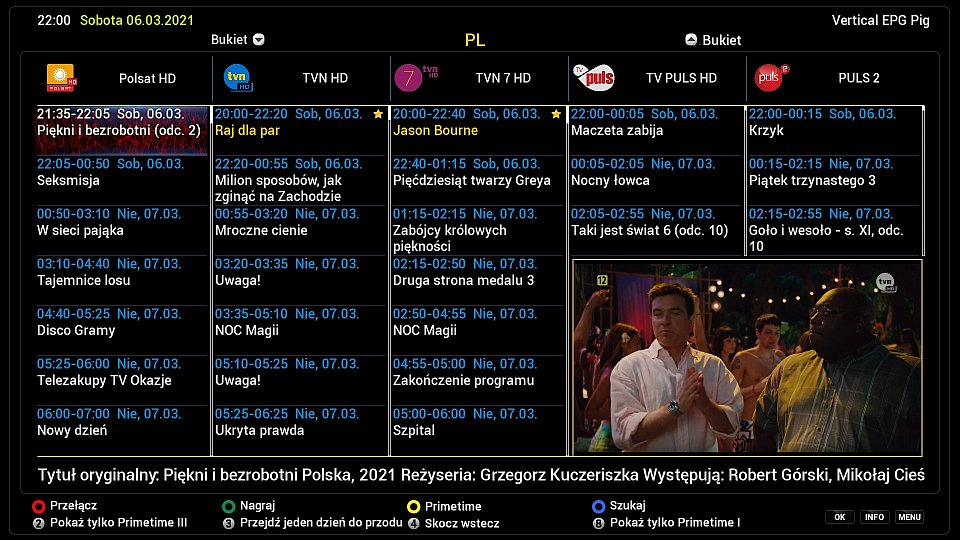 22:00 Sobota 06.03.2021
Vertical EPG Pig
Bukiet
PL
Bukiet
POLSAT HD
Polsat HD
tvn HD
TVN HD
7 tvn HD
TVN 7 HD
TV puls
TV PULS HD
puls 2
PULS 2
21:35-22:05 Sob, 06.03.
Piękni i bezrobotni (odc. 2)
22:05-00:50 Sob, 06.03.
Seksmisja
00:50-03:10 Nie, 07.03.
W sieci pająka
03:10-04:40 Nie, 07.03.
Tajemnice losu
04:40-05:25 Nie, 07.03.
Disco Gramy
05:25-06:00 Nie, 07.03.
Telezakupy TV Okazje
06:00-07:00 Nie, 07.03.
Nowy dzień
20:00-22:20 Sob, 06.03.
Raj dla par
22:20-00:55 Sob, 06.03.
Milion sposobów, jak
zginąć na Zachodzie
00:55-03:20 Nie, 07.03.
Mroczne cienie
03:20-03:35 Nie, 07.03.
Uwaga!
03:35-05:10 Nie, 07.03.
NOC Magii
05:10-05:25 Nie, 07.03.
Uwaga!
05:25-06:25 Nie, 07.03.
Ukryta prawda
20:00-22:40 Sob, 06.03.
Jason Bourne
22:40-01:15 Sob, 06.03.
Pięćdziesiąt twarzy Greya
01:15-02:15 Nie, 07.03.
Zabójcy królowych
piękności
02:15-02:50 Nie, 07.03.
Druga strona medalu 3
02:50-04:55 Nie, 07.03.
NOC Magii
04:55-05:00 Nie, 07.03.
Zakończenie programu
05:00-06:00 Nie, 07.03.
Szpital
22:00-00:05 Sob, 06.03.
Maczeta zabija
00:05-02:05 Nie, 07.03.
Nocny łowca
02:05-02:55 Nie, 07.03.
Taki jest świat 6 (odc. 10)
22:00-00:15 Sob, 06.03.
Krzyk
00:15-02:15 Nie, 07.03.
Piątek trzynastego 3
02:15-02:55 Nie, 07.03.
Goło i wesoło - s. XI, odc.
10
12
tvn HD
Tytuł oryginalny: Piękni i bezrobotni Polska, 2021 Reżyseria: Grzegorz Kuczeriszka Występują: Robert Górski, Mikołaj Cieś
Przełącz
Nagraj
Primetime
Szukaj
2 Pokaż tylko Primetime III
3 Przejdź jeden dzień do przodu
4 Skocz wstecz
8 Pokaż tylko Primetime I
OK
INFO
MENU